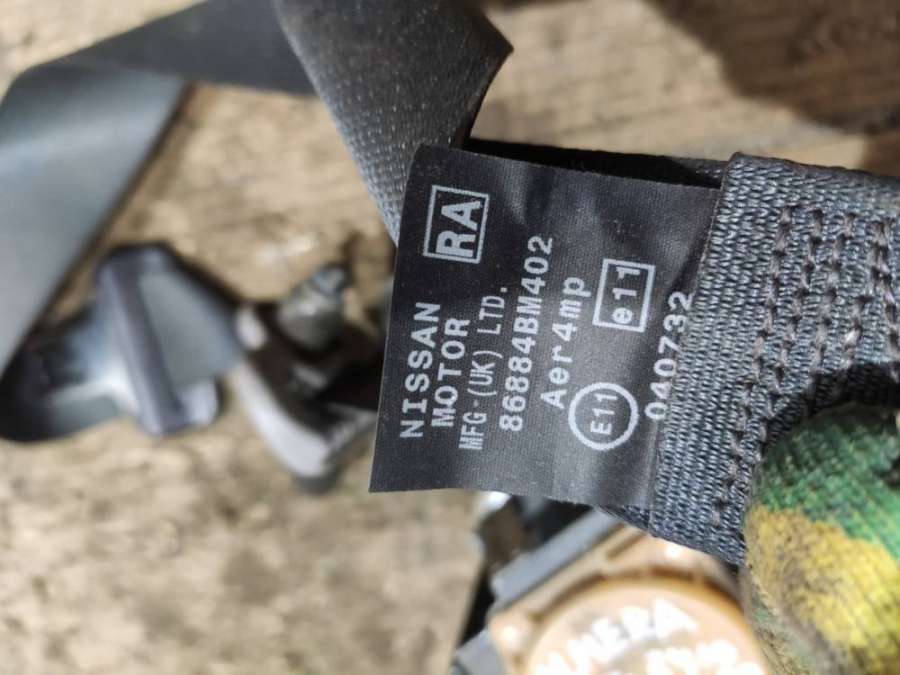 RA
NISSAN
MOTOR
MFG (UK) LTD.
86884BM402
Aer4mp
E11 e11
040732